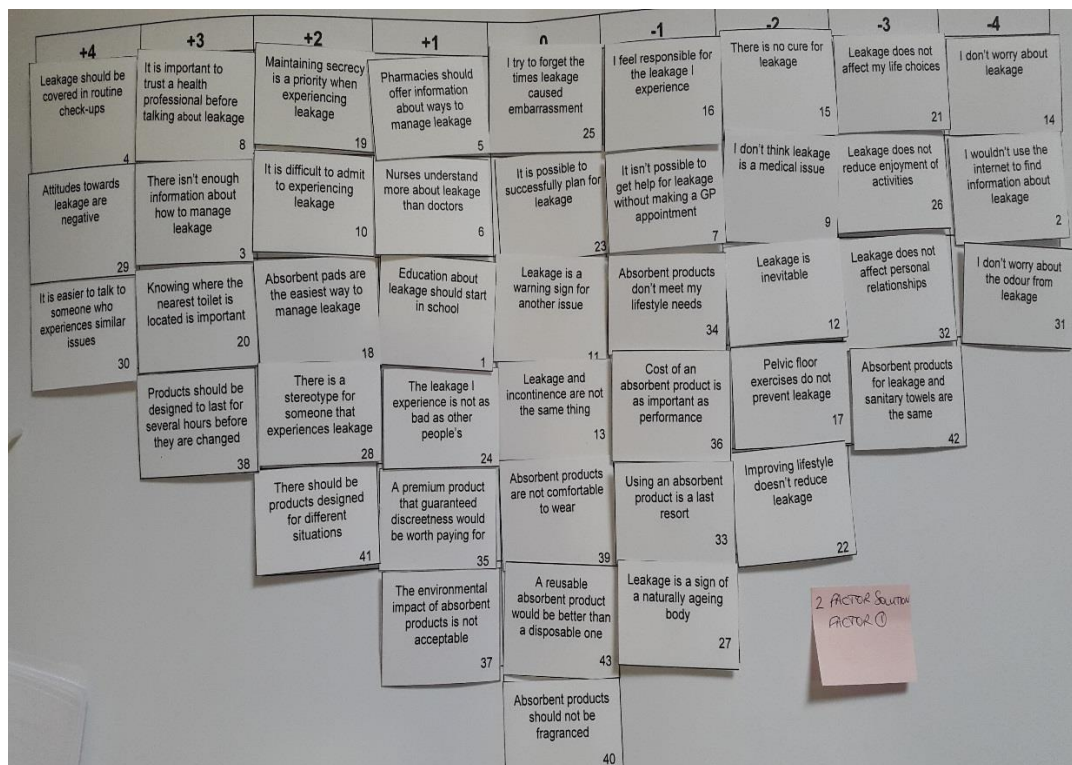 +4
+3
+2
+1
0
-1
-2
-3
-4
Leakage should be
covered in routine
check-ups
4
Attitudes towards
leakage are
negative
29
It is easier to talk to
someone who
experiences similar
issues
30
It is important to
trust a health
professional before
talking about leakage
8
There isn't enough
information about
how to manage
leakage
3
Knowing where the
nearest toilet is
located is important
20
Products should be
designed to last for
several hours before
they are changed
38
Maintaining secrecy
is a priority when
experiencing
leakage
19
It is difficult to admit
to experiencing
leakage
10
Absorbent pads are
the easiest way to
manage leakage
18
There is a
stereotype for
someone that
experiences leakage
28
There should be
products designed
for different
situations
41
Pharmacies should
offer information
about ways to
manage leakage
5
Nurses understand
more about leakage
than doctors
6
Education about
leakage should start
in school
1
The leakage I
experience is not as
bad as other
people's
24
A premium product
that guaranteed
discreetness would
be worth paying for
35
The environmental
impact of absorbent
products is not
acceptable
37
I try to forget the
times leakage
caused
embarrassment
25
It is possible to
successfully plan for
leakage
23
Leakage is a
warning sign for
another issue
11
Leakage and
incontinence are not
the same thing
13
Absorbent products
are not comfortable
to wear
39
A reusable
absorbent product
would be better than
a disposable one
43
Absorbent products
should not be
fragranced
40
I feel responsible for
the leakage I
experience
16
It isn't possible to
get help for leakage
without making a GP
appointment
7
Absorbent products
don't meet my
lifestyle needs
34
Cost of an
absorbent product is
as important as
performance
36
Using an absorbent
product is a last
resort
33
Leakage is a sign of
a naturally ageing
body
27
There is no cure for
leakage
15
I don't think leakage
is a medical issue
9
Leakage is
inevitable
12
Pelvic floor
exercises do not
prevent leakage
17
Improving lifestyle
doesn't reduce
leakage
22
Leakage does not
affect my life choices
21
Leakage does not
reduce enjoyment of
activities
26
Leakage does not
affect personal
relationships
32
Absorbent products
for leakage and
sanitary towels are
the same
42
I don't worry about
leakage
14
I wouldn't use the
internet to find
information about
leakage
2
I don't worry about
the odour from
leakage
31
2 FACTOR SOLUTION
FACTOR ①